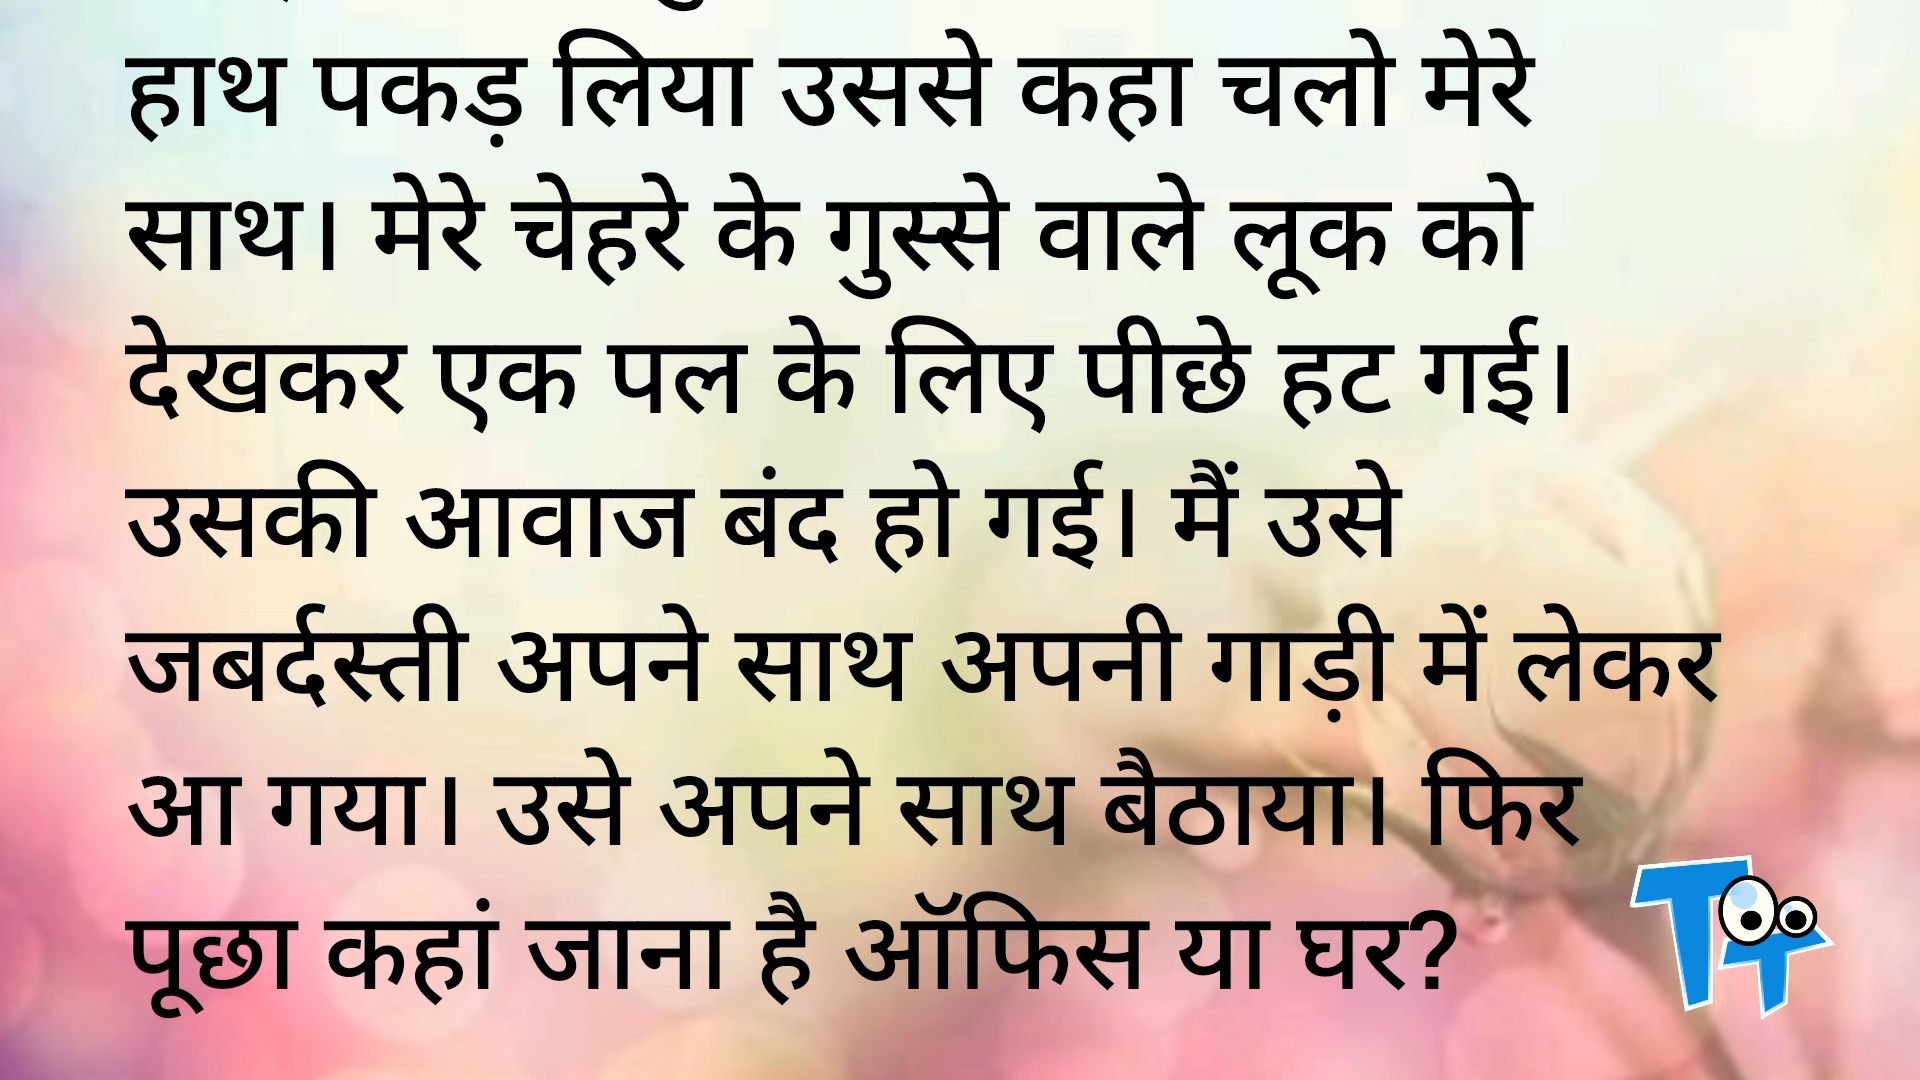 हाथ पकड़ लिया उससे कहा चलो मेरे
साथ। मेरे चेहरे के गुस्से वाले लूक को
देखकर एक पल के लिए पीछे हट गई।
उसकी आवाज बंद हो गई। मैं उसे
जबर्दस्ती अपने साथ अपनी गाड़ी में लेकर
आ गया। उसे अपने साथ बैठाया। फिर
पूछा कहां जाना है ऑफिस या घर?
TT